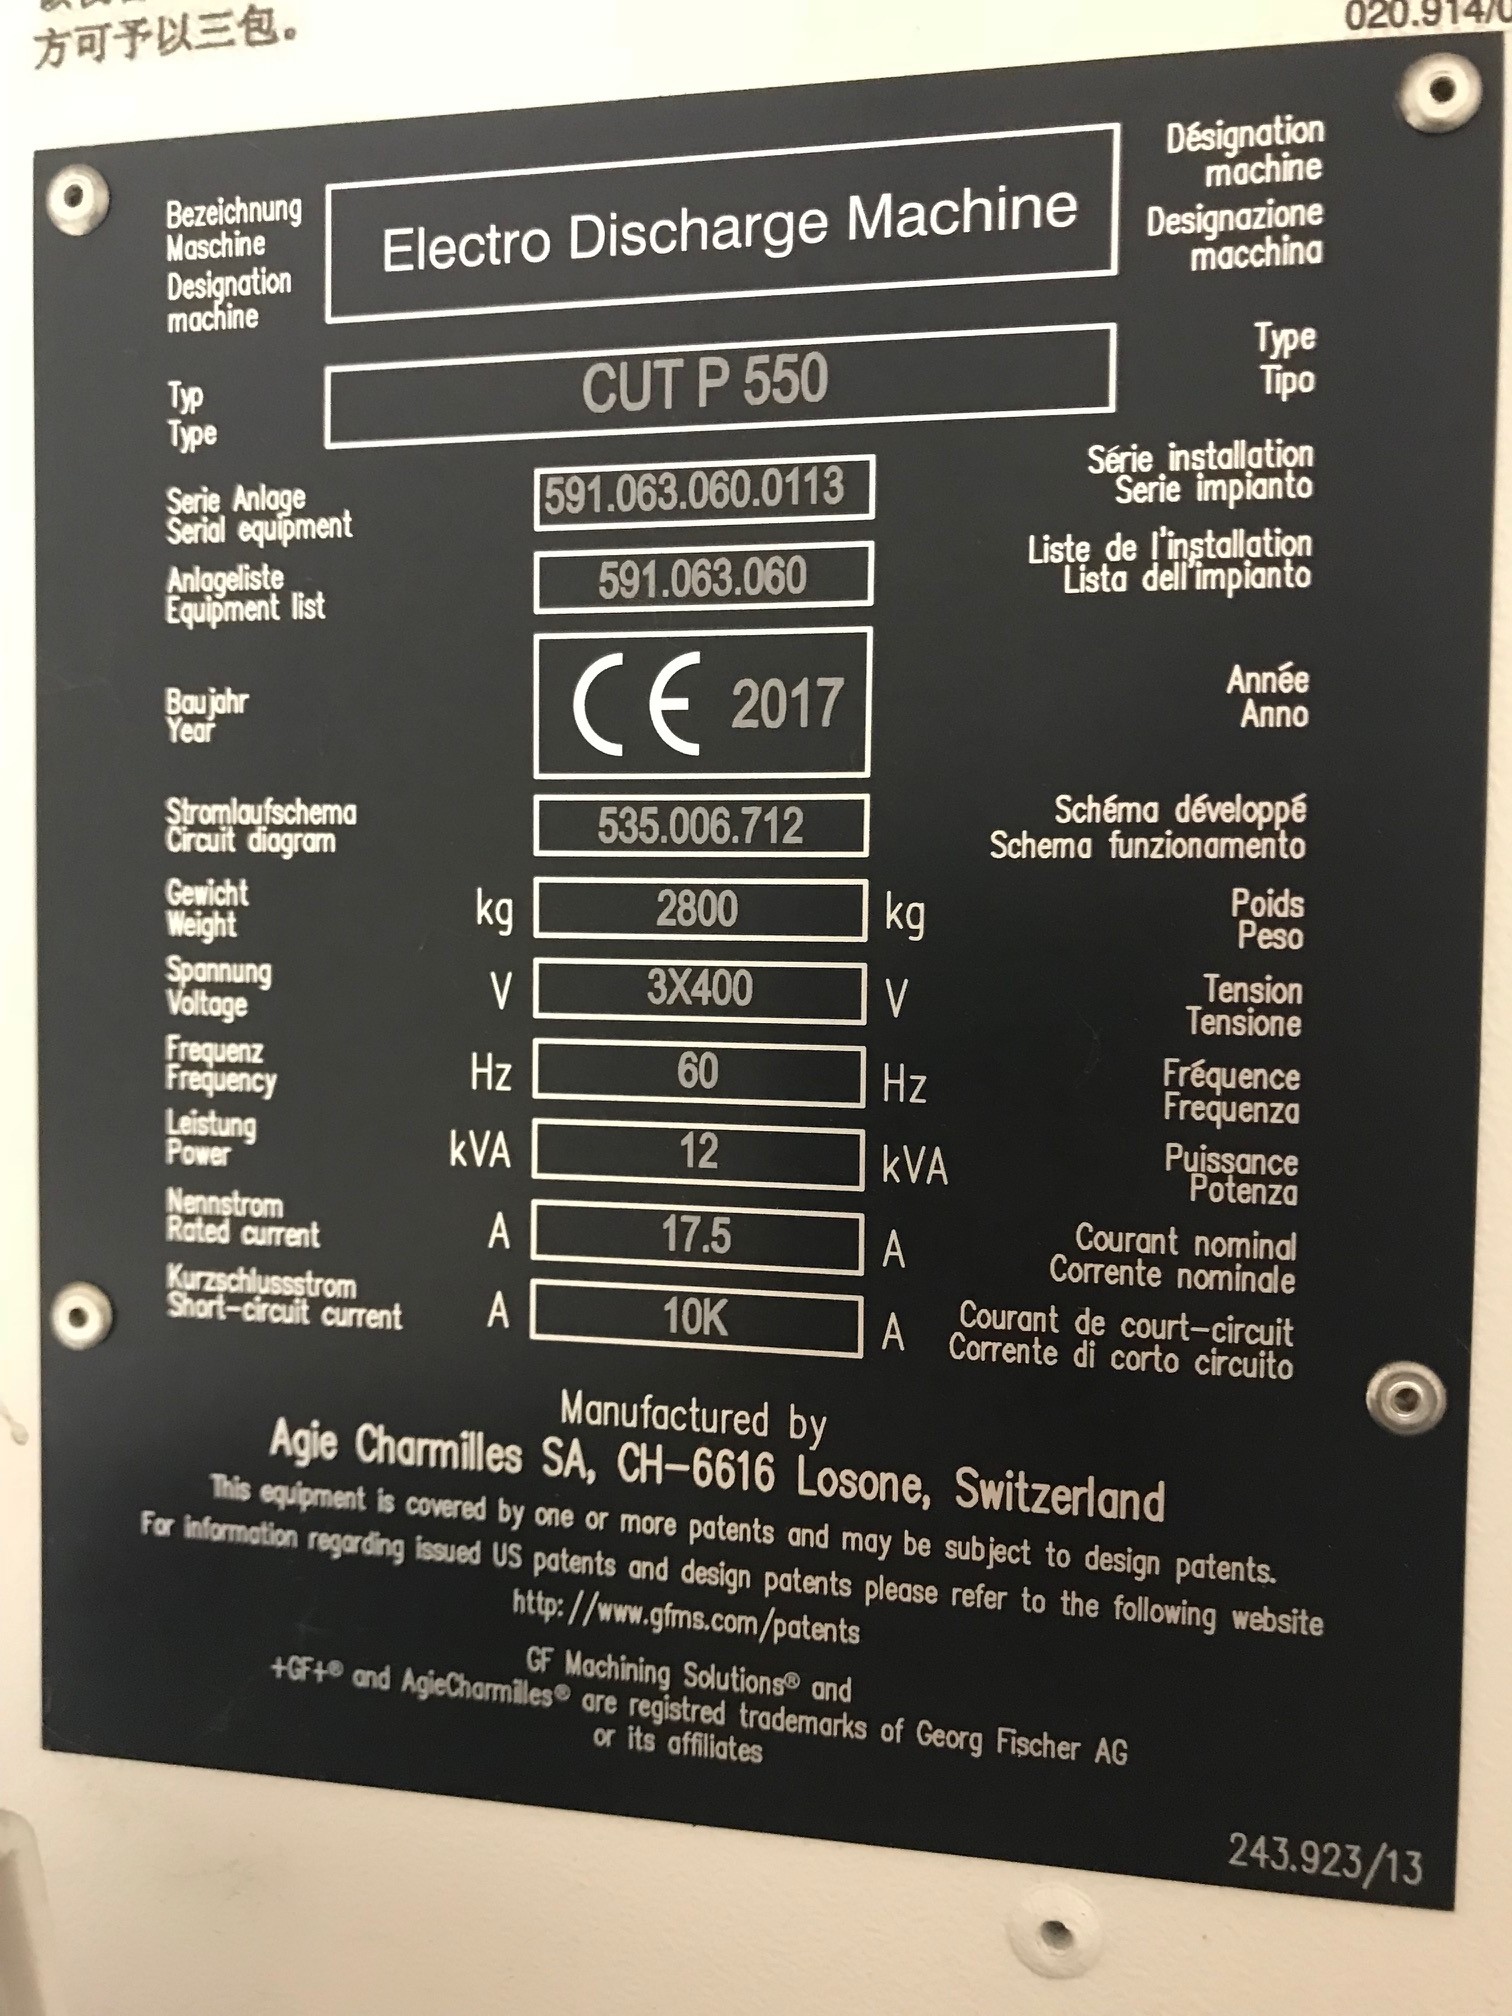 方可予以三包。
020.914/0
Bezeichnung
Maschine
Designation
machine
Electro Discharge Machine
Désignation
machine
Designazione
macchina
Typ
Type
CUT P 550
Type
Tipo
Serie Anlage
Serial equipment
591.063.060.0113
Série installation
Serie impianto
Anlageliste
Equipment list
591.063.060
Liste de l'installation
Lista dell'impianto
Baujahr
Year
CE 2017
Année
Anno
Stromlaufschema
Circuit diagram
535.006.712
Schéma développé
Schema funzionamento
Gewicht
Weight
kg 2800 kg
Poids
Peso
Spannung
Voltage
V 3X400 V
Tension
Tensione
Frequenz
Frequency
Hz 60 Hz
Fréquence
Frequenza
Leistung
Power
kVA 12 kVA
Puissance
Potenza
Nennstrom
Rated current
A 17.5 A
Courant nominal
Corrente nominale
Kurzschlussstrom
Short-circuit current
A 10K A
Courant de court-circuit
Corrente di corto circuito
Manufactured by
Agie Charmilles SA, CH-6616 Losone, Switzerland
This equipment is covered by one or more patents and may be subject to design patents.
For information regarding issued US patents and design patents please refer to the following website
http://www.gfms.com/patents
GF Machining Solutions® and
+GF+® and AgieCharmilles® are registred trademarks of Georg Fischer AG
or its affiliates
243.923/13